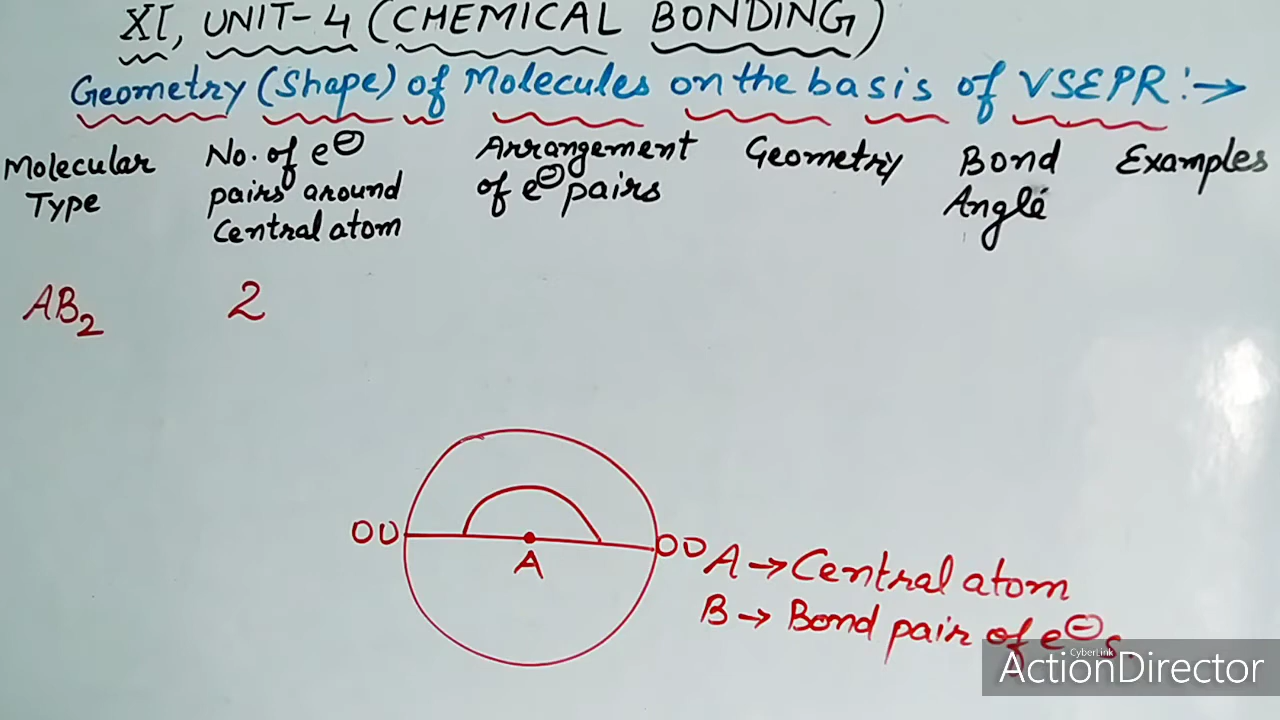 XI, UNIT-4 (CHEMICAL BONDING)
Geometry (Shape) of Molecules on the basis of VSEPR:→
Molecular Type
No. of e⊖ pairs around Central atom
Arrangement of e⊖ pairs
Geometry
Bond Angle
Examples
AB₂
2
A
A → Central atom
B → Bond pair of e⊖s.
CyberLink
ActionDirector